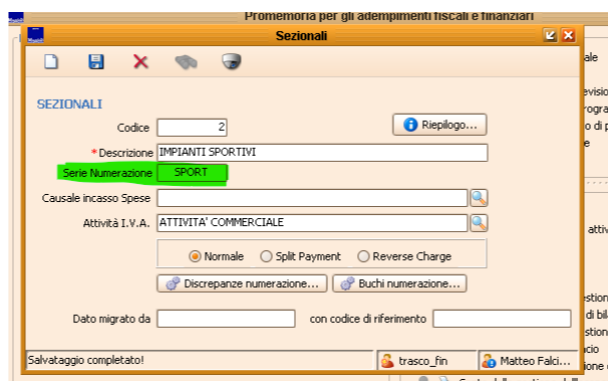 Promemoria per gli adempimenti fiscali e finanziari
Sezionali
SEZIONALI
Codice 2 Riepilogo...
* Descrizione IMPIANTI SPORTIVI
Serie Numerazione SPORT
Causale incasso Spese
Attività I.V.A. ATTIVITA' COMMERCIALE
Normale Split Payment Reverse Charge
Discrepanze numerazione... Buchi numerazione...
Dato migrato da con codice di riferimento
Salvataggio completato! trasco_fin Matteo Falci...